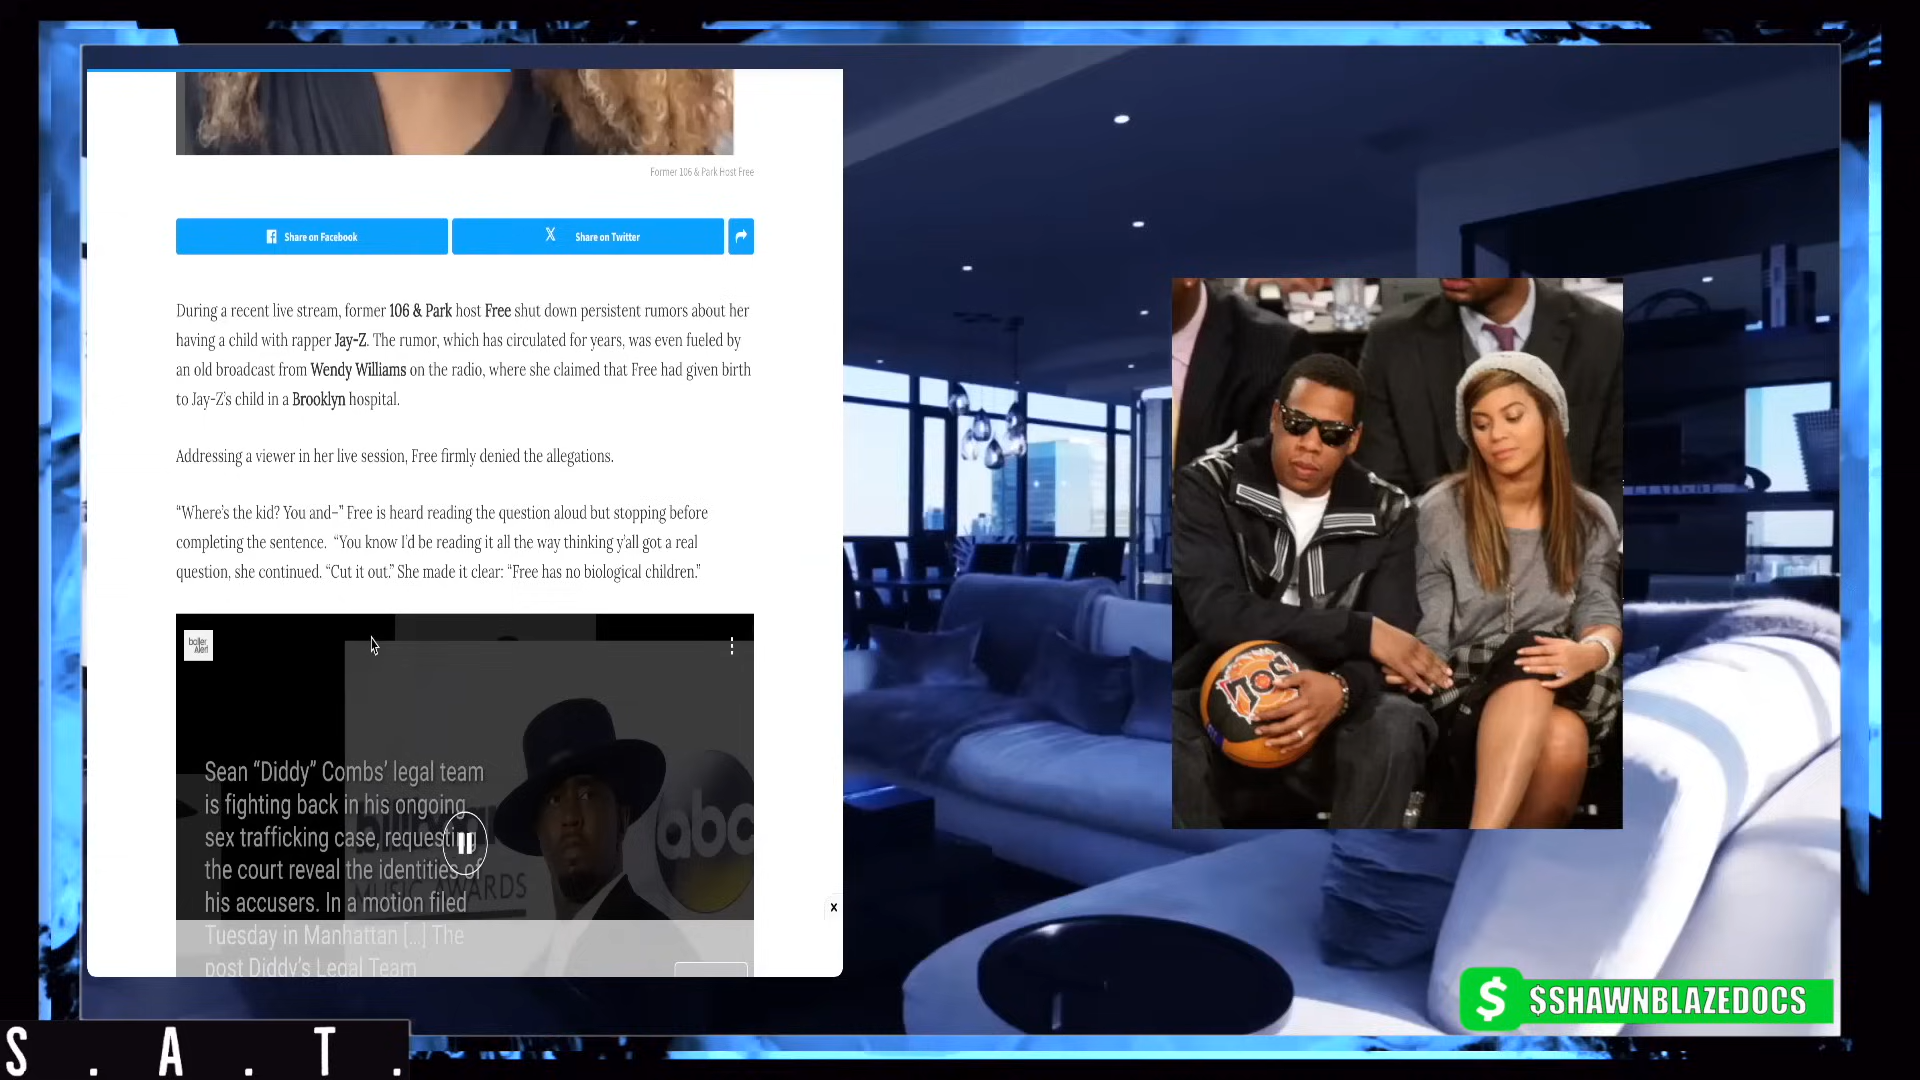 Former 106 & Park Host Free
Share on Facebook
Share on Twitter
During a recent live stream, former 106 & Park host Free shut down persistent rumors about her
having a child with rapper Jay-Z. The rumor, which has circulated for years, was even fueled by
an old broadcast from Wendy Williams on the radio, where she claimed that Free had given birth
to Jay-Z's child in a Brooklyn hospital.
Addressing a viewer in her live session, Free firmly denied the allegations.
“Where's the kid? You and–” Free is heard reading the question aloud but stopping before
completing the sentence. “You know I'd be reading it all the way thinking y'all got a real
question, she continued. “Cut it out.” She made it clear: “Free has no biological children.”
baller
Alert
Sean “Diddy” Combs' legal team
is fighting back in his ongoing
sex trafficking case, requesting
the court reveal the identities of
his accusers. In a motion filed
Tuesday in Manhattan [...] The
post Diddy's Legal Team
abc
MUSIC AWARDS
x
$SHAWNBLAZEDOCS
S . A . T .